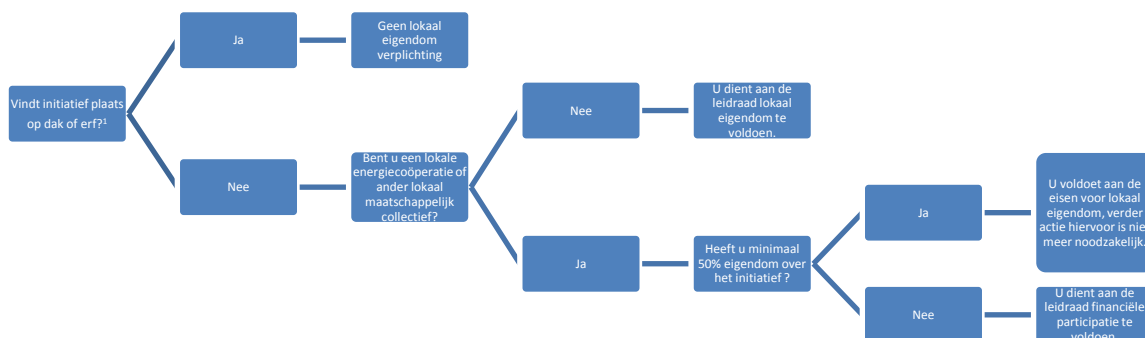 Ja
Geen lokaal
eigendom
verplichting
Vindt initiatief plaats
op dak of erf?¹
Nee
Bent u een lokale
energiecoöperatie of
ander lokaal
maatschappelijk
collectief?
Nee
U dient aan de
leidraad lokaal
eigendom te
voldoen.
Ja
Heeft u minimaal
50% eigendom over
het initiatief ?
Ja
U voldoet aan de
eisen voor lokaal
eigendom, verder
actie hiervoor is nie
meer noodzakelijk.
Nee
U dient aan de
leidraad financiële
participatie te
voldoen